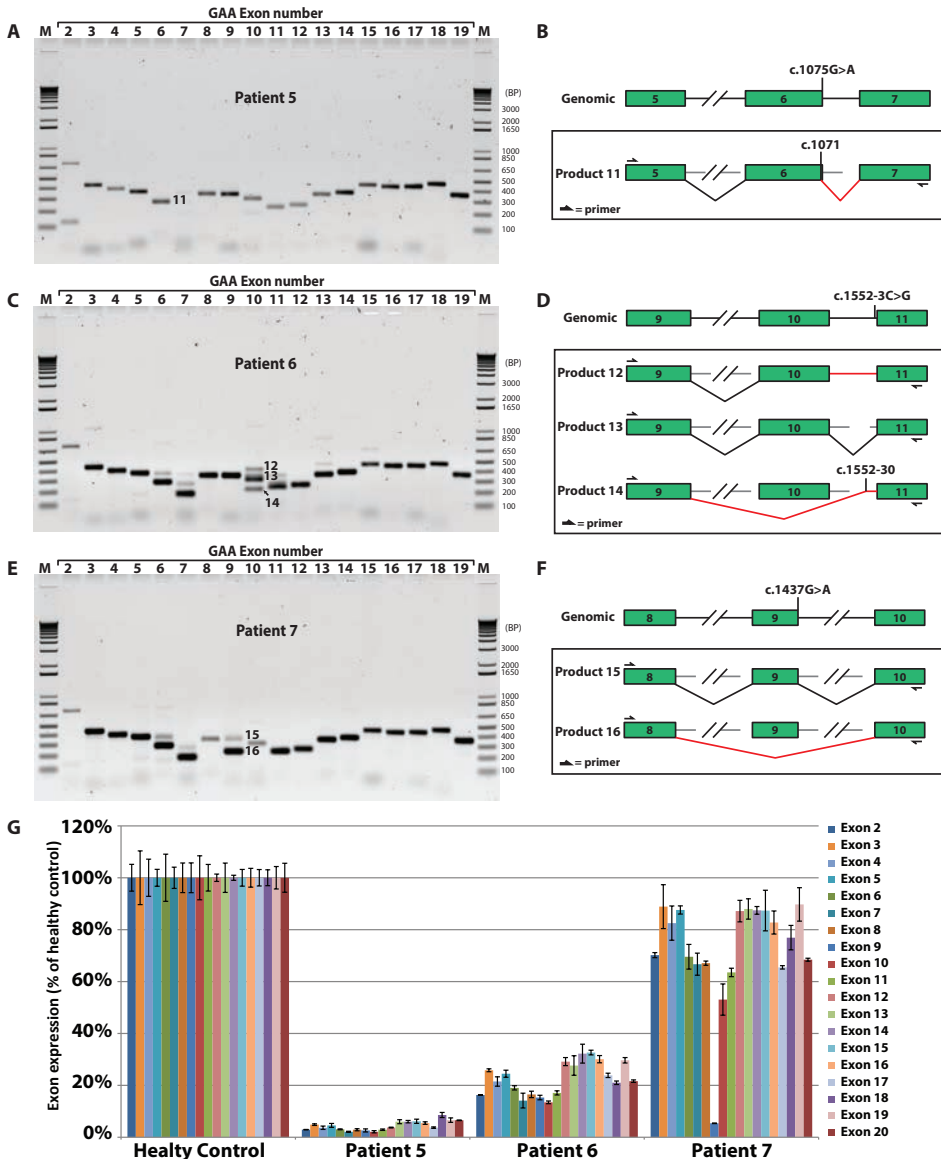 GAA Exon number
A
M 2 3 4 5 6 7 8 9 10 11 12 13 14 15 16 17 18 19 M
Patient 5
11
(BP)
3000
2000
1650
1000
850
650
500
400
300
200
100
B
c.1075G>A
Genomic
5 6 7
c.1071
Product 11
5 6 7
= primer
GAA Exon number
C
M 2 3 4 5 6 7 8 9 10 11 12 13 14 15 16 17 18 19 M
Patient 6
12
13
14
(BP)
3000
2000
1650
1000
850
650
500
400
300
200
100
D
c.1552-3C>G
Genomic
9 10 11
Product 12
9 10 11
Product 13
9 10 11
c.1552-30
Product 14
9 10 11
= primer
GAA Exon number
E
M 2 3 4 5 6 7 8 9 10 11 12 13 14 15 16 17 18 19 M
Patient 7
15
16
(BP)
3000
2000
1650
1000
850
650
500
400
300
200
100
F
c.1437G>A
Genomic
8 9 10
Product 15
8 9 10
Product 16
8 9 10
= primer
G
Exon expression (% of healthy control)
120%
100%
80%
60%
40%
20%
0%
Healty Control
Patient 5
Patient 6
Patient 7
Exon 2
Exon 3
Exon 4
Exon 5
Exon 6
Exon 7
Exon 8
Exon 9
Exon 10
Exon 11
Exon 12
Exon 13
Exon 14
Exon 15
Exon 16
Exon 17
Exon 18
Exon 19
Exon 20